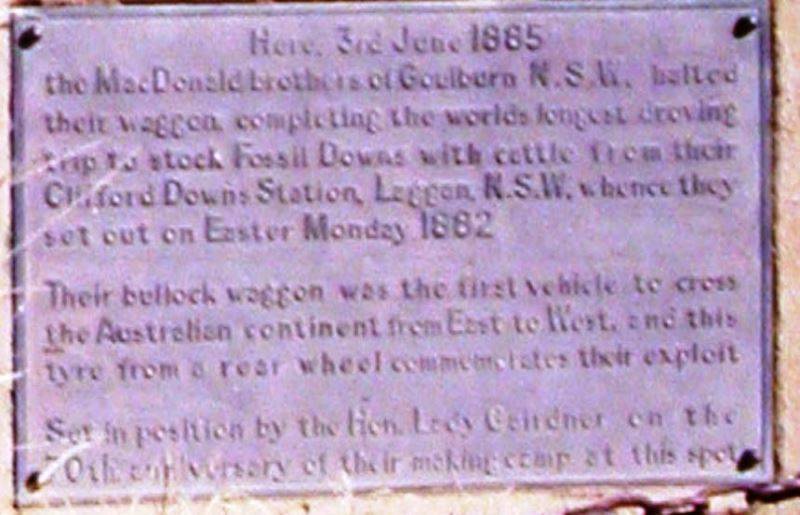 Here, 3rd June 1885
the MacDonald brothers of Goulburn N.S.W. halted
their waggon, completing the worlds longest droving
trip to stock Fossil Downs with cattle from their
Clifford Downs Station, Laggan, N.S.W. whence they
set out on Easter Monday 1882
Their bullock waggon was the first vehicle to cross
the Australian continent from East to West, and this
tyre from a rear wheel commemorates their exploit
Set in position by the Hon. Lady Gairdner on the
70th anniversary of their making camp at this spot